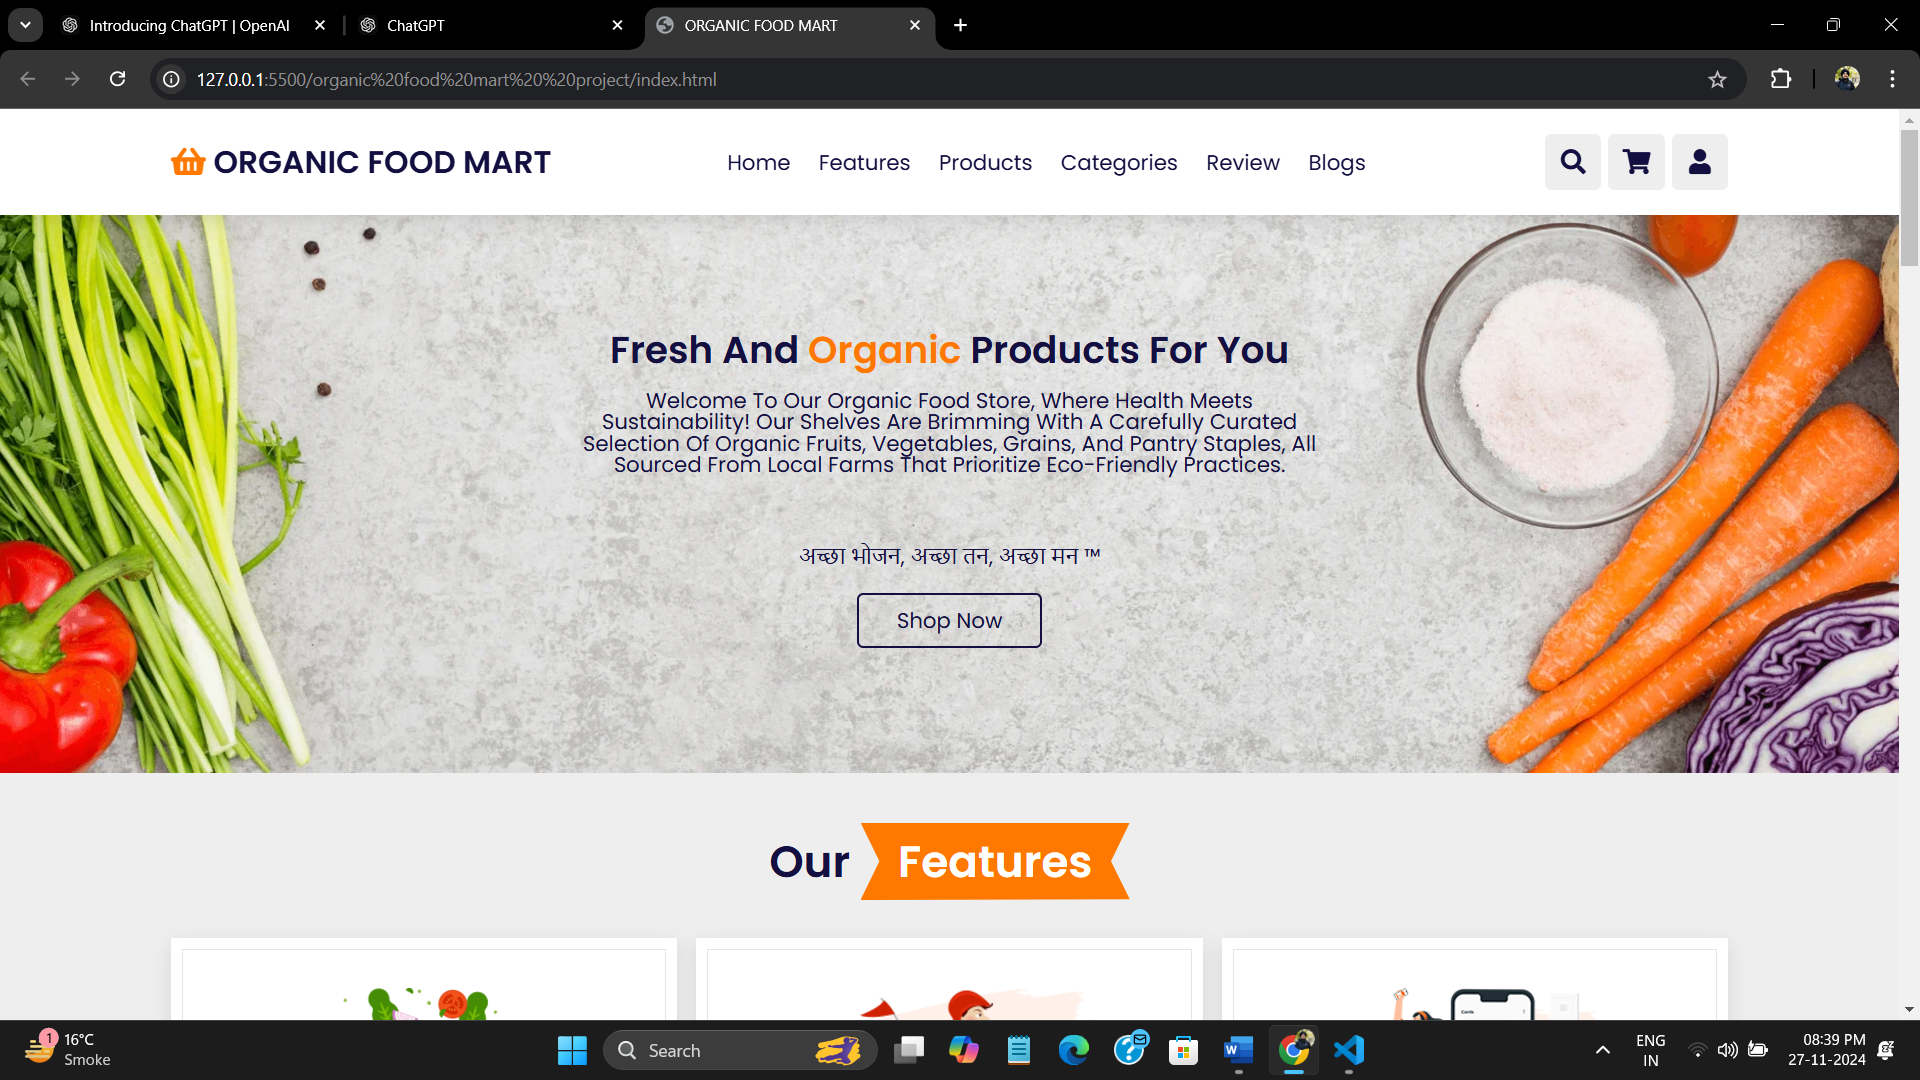 Introducing ChatGPT | OpenAI
ChatGPT
ORGANIC FOOD MART
127.0.0.1:5500/organic%20food%20mart%20%20project/index.html
ORGANIC FOOD MART
Home Features Products Categories Review Blogs
Fresh And Organic Products For You
Welcome To Our Organic Food Store, Where Health Meets
Sustainability! Our Shelves Are Brimming With A Carefully Curated
Selection Of Organic Fruits, Vegetables, Grains, And Pantry Staples, All
Sourced From Local Farms That Prioritize Eco-Friendly Practices.
अच्छा भोजन, अच्छा तन, अच्छा मन ™
Shop Now
Our Features
1
16°C
Smoke
Search
ENG
IN
08:39 PM
27-11-2024